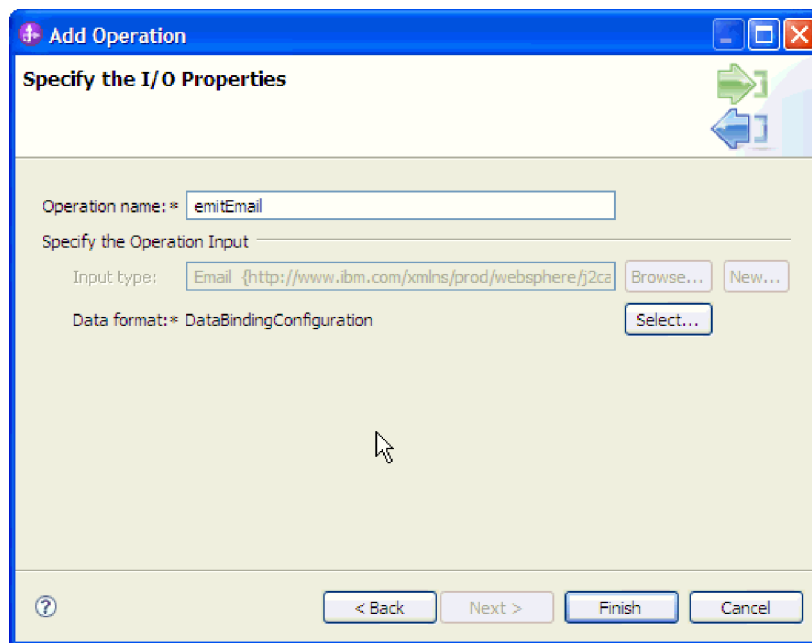 Add Operation
Specify the I/O Properties
Operation name:* emitEmail
Specify the Operation Input
Input type: Email {http://www.ibm.com/xmlns/prod/websphere/j2ca Browse... New...
Data format:* DataBindingConfiguration Select...
?
< Back Next > Finish Cancel